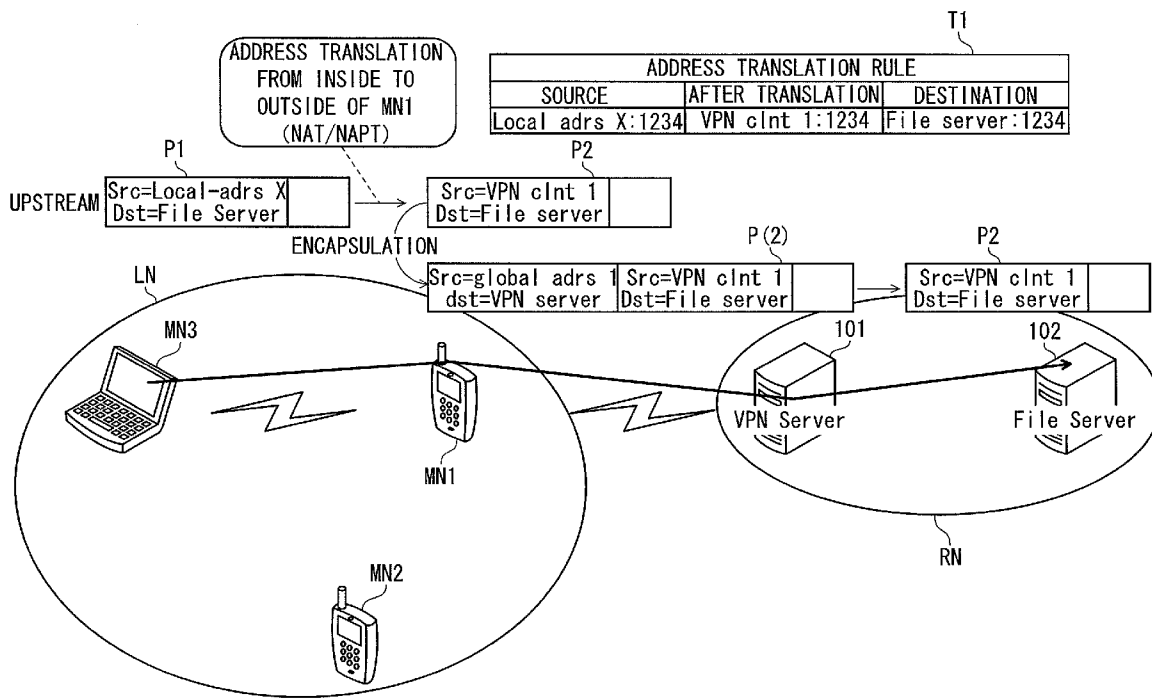 T1
ADDRESS TRANSLATION
FROM INSIDE TO
OUTSIDE OF MN1
(NAT/NAPT)
ADDRESS TRANSLATION RULE
SOURCE AFTER TRANSLATION DESTINATION
Local adrs X:1234 VPN clnt 1:1234 File server:1234
P1
P2
UPSTREAM
Src=Local-adrs X
Dst=File Server
Src=VPN clnt 1
Dst=File server
ENCAPSULATION
P(2)
P2
Src=global adrs 1
dst=VPN server
Src=VPN clnt 1
Dst=File server
Src=VPN clnt 1
Dst=File server
LN
MN3
101
102
VPN Server
File Server
MN1
RN
MN2